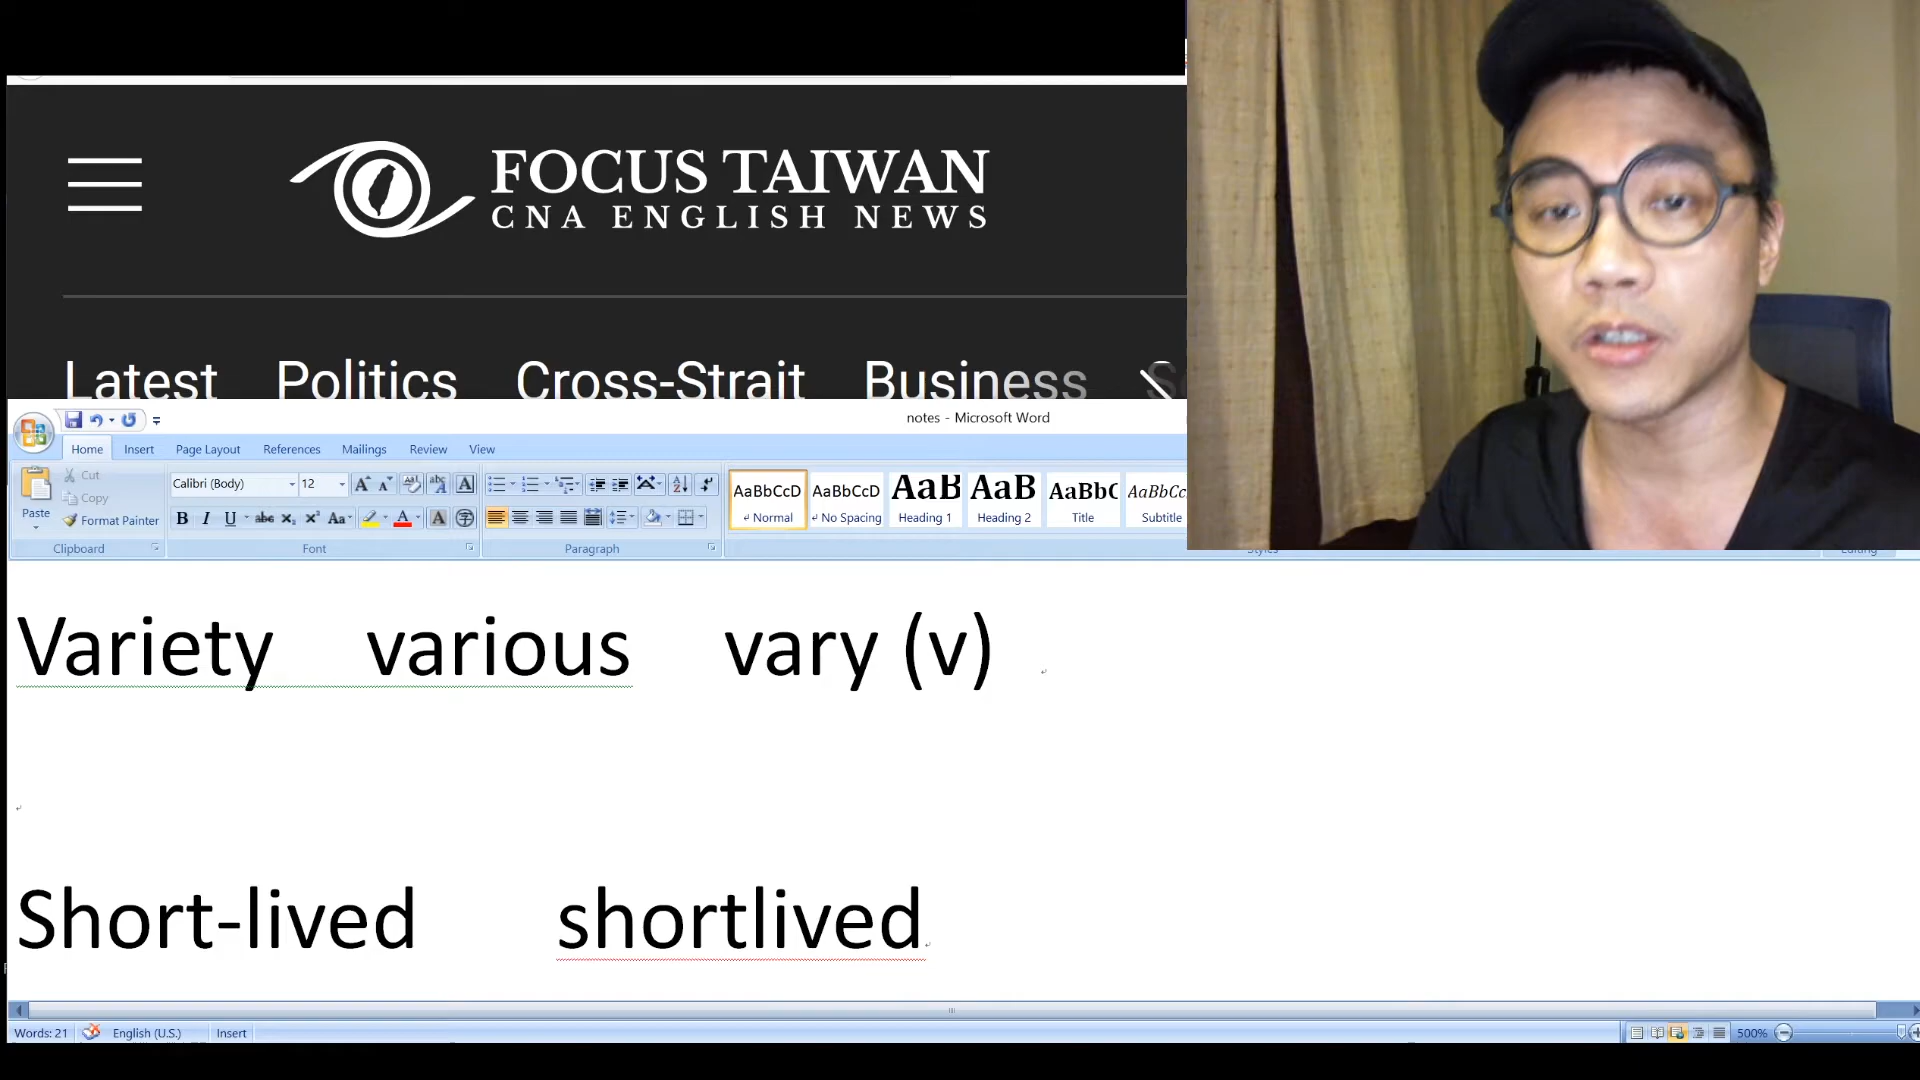 FOCUS TAIWAN
CNA ENGLISH NEWS
Latest Politics Cross-Strait Business
notes - Microsoft Word
Home Insert Page Layout References Mailings Review View
Paste
Cut
Copy
Format Painter
Clipboard
Calibri (Body) 12
Font
Paragraph
AaBbCcD AaBbCcD AaB AaB AaBbC AaBbCc
Normal No Spacing Heading 1 Heading 2 Title Subtitle
Variety various vary (v)
Short-lived shortlived
Words: 21 English (U.S.) Insert 500%